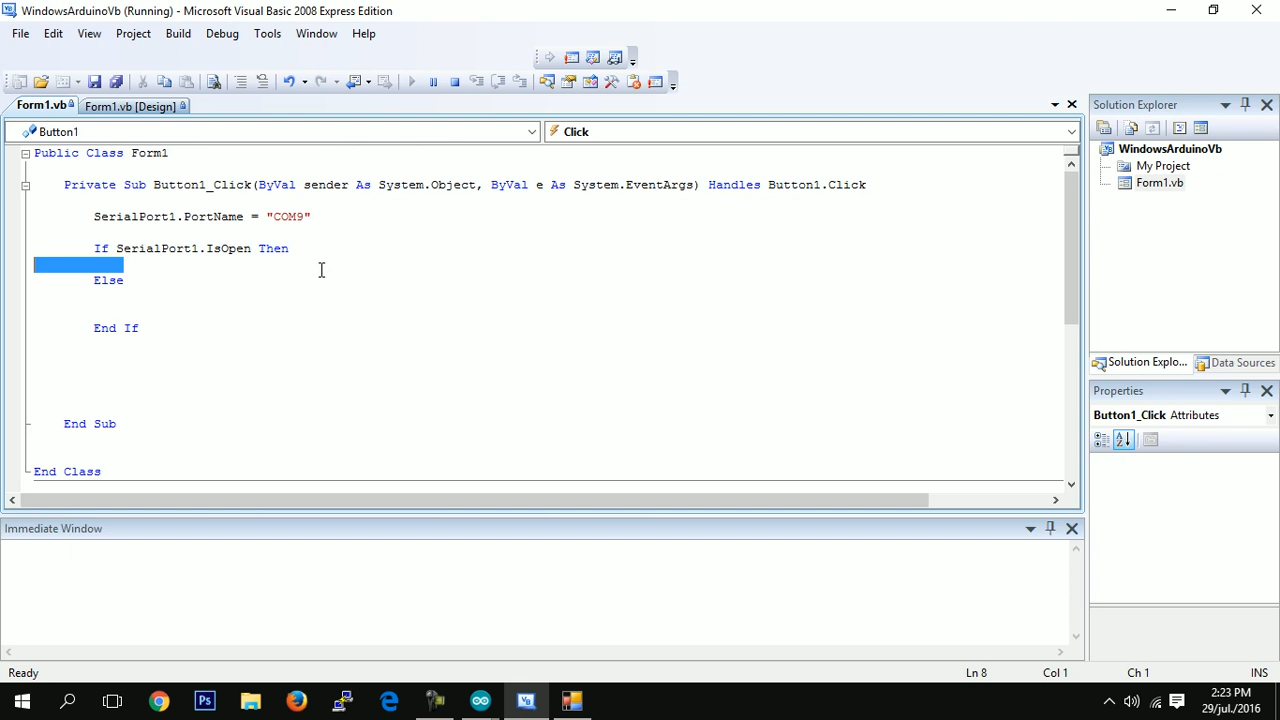 WindowsArduinoVb (Running) - Microsoft Visual Basic 2008 Express Edition
File Edit View Project Build Debug Tools Window Help
Form1.vb Form1.vb [Design]
Button1 Click
Public Class Form1
Private Sub Button1_Click(ByVal sender As System.Object, ByVal e As System.EventArgs) Handles Button1.Click
SerialPort1.PortName = "COM9"
If SerialPort1.IsOpen Then
Else
End If
End Sub
End Class
Solution Explorer
WindowsArduinoVb
My Project
Form1.vb
Solution Explo... Data Sources
Properties
Button1_Click Attributes
Immediate Window
Ready Ln 8 Col 1 Ch 1 INS
2:23 PM
29/jul./2016